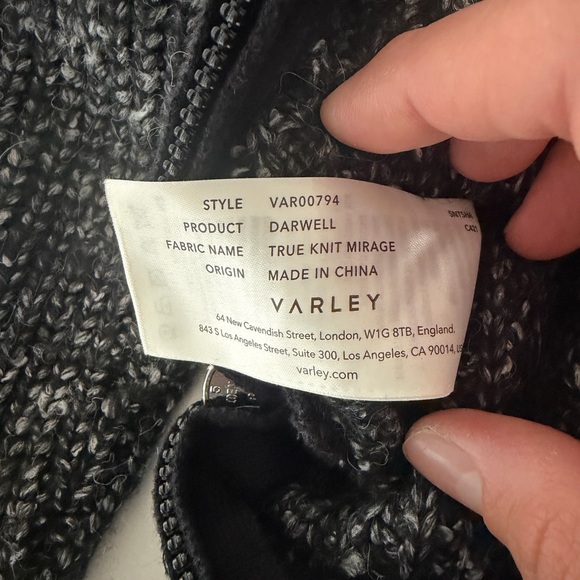 STYLE VAR00794
PRODUCT DARWELL
FABRIC NAME TRUE KNIT MIRAGE
ORIGIN MADE IN CHINA
VARLEY
64 New Cavendish Street, London, W1G 8TB, England.
843 S Los Angeles Street, Suite 300, Los Angeles, CA 90014,
varley.com